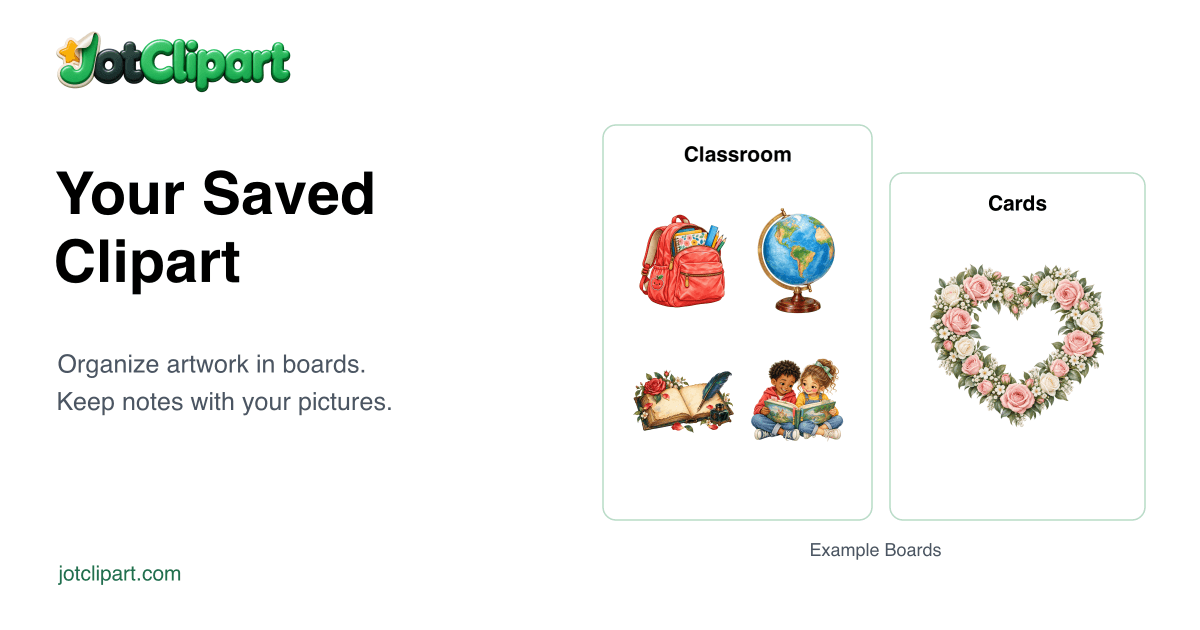 JotClipart
Your Saved
Clipart
Organize artwork in boards.
Keep notes with your pictures.
jotclipart.com
Classroom
Cards
Example Boards